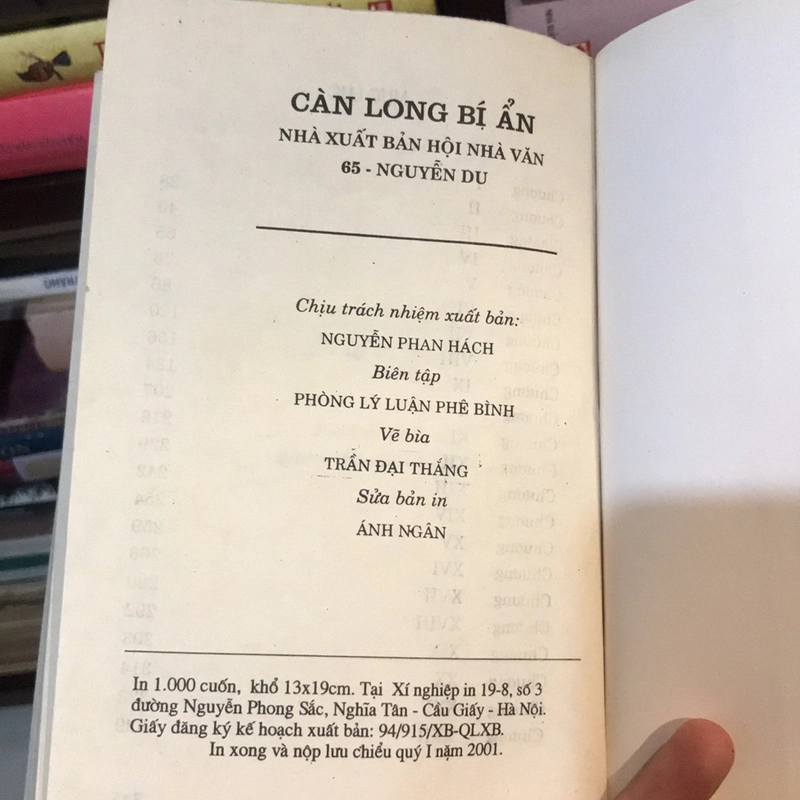 CÀN LONG BÍ ẨN
NHÀ XUẤT BẢN HỘI NHÀ VĂN
65 - NGUYỄN DU
Chịu trách nhiệm xuất bản:
NGUYỄN PHAN HÁCH
Biên tập
PHÒNG LÝ LUẬN PHÊ BÌNH
Vẽ bìa
TRẦN ĐẠI THẮNG
Sửa bản in
ÁNH NGÂN
In 1.000 cuốn, khổ 13x19cm. Tại Xí nghiệp in 19-8, số 3
đường Nguyễn Phong Sắc, Nghĩa Tân - Cầu Giấy - Hà Nội.
Giấy đăng ký kế hoạch xuất bản: 94/915/XB-QLXB.
In xong và nộp lưu chiểu quý I năm 2001.